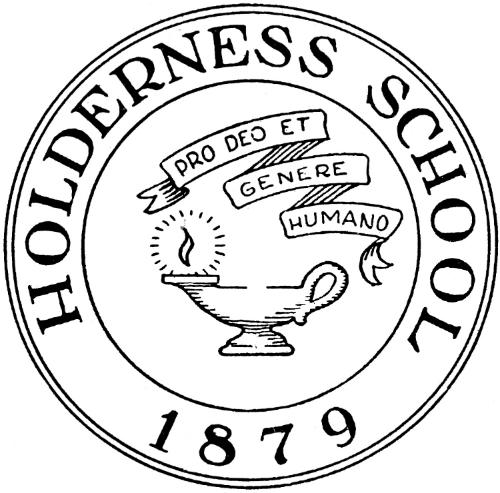 HOLDERNESS SCHOOL
PRO DEO ET
GENERE
HUMANO
1879